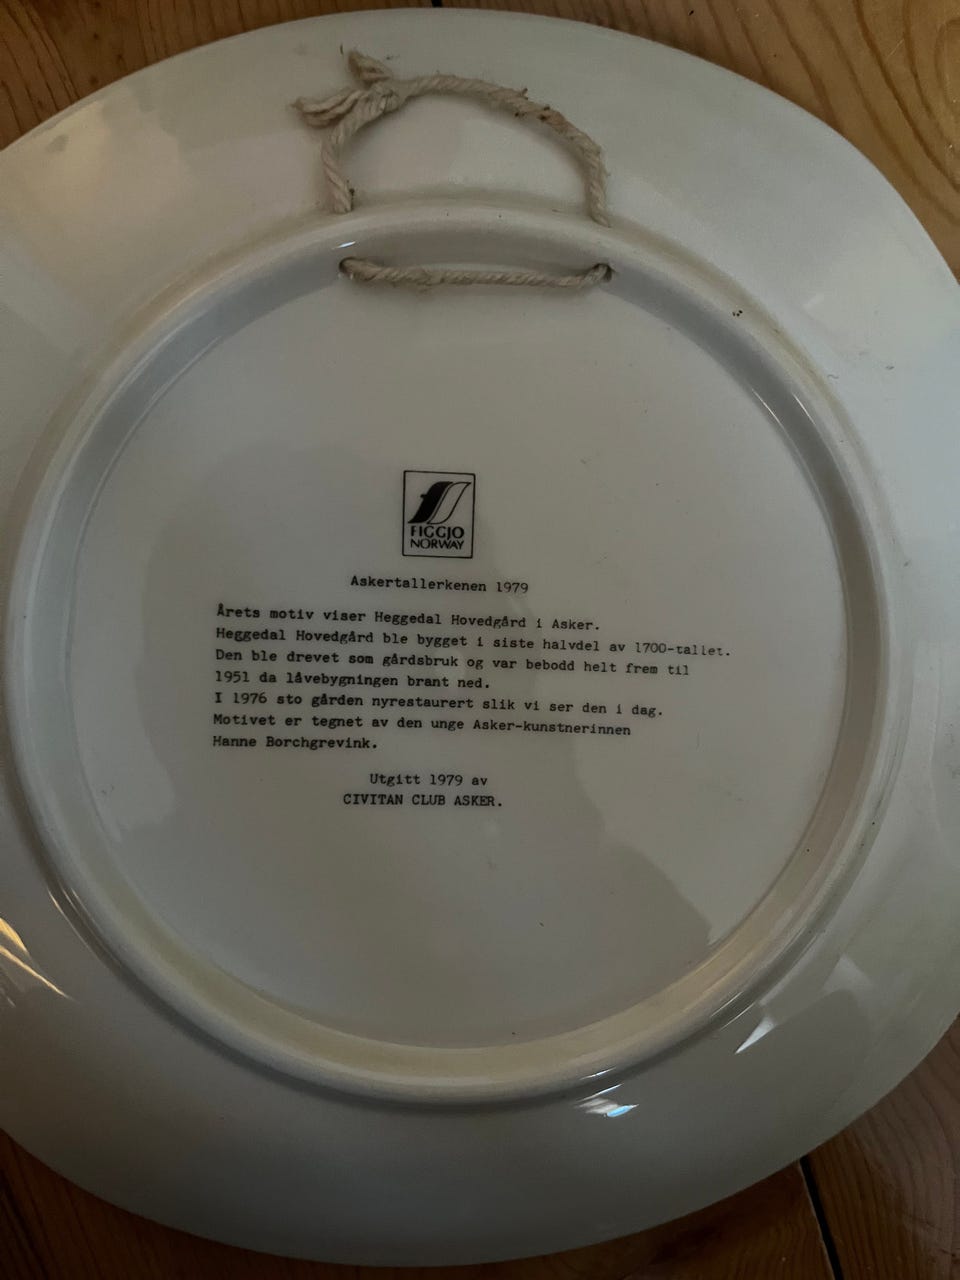 FIGGJO
NORWAY
Askertallerkenen 1979
Årets motiv viser Heggedal Hovedgård i Asker.
Heggedal Hovedgård ble bygget i siste halvdel av 1700-tallet.
Den ble drevet som gårdsbruk og var bebodd helt frem til
1951 da låvebygningen brant ned.
I 1976 sto gården nyrestaurert slik vi ser den i dag.
Motivet er tegnet av den unge Asker-kunstnerinnen
Hanne Borchgrevink.
Utgitt 1979 av
CIVITAN CLUB ASKER.